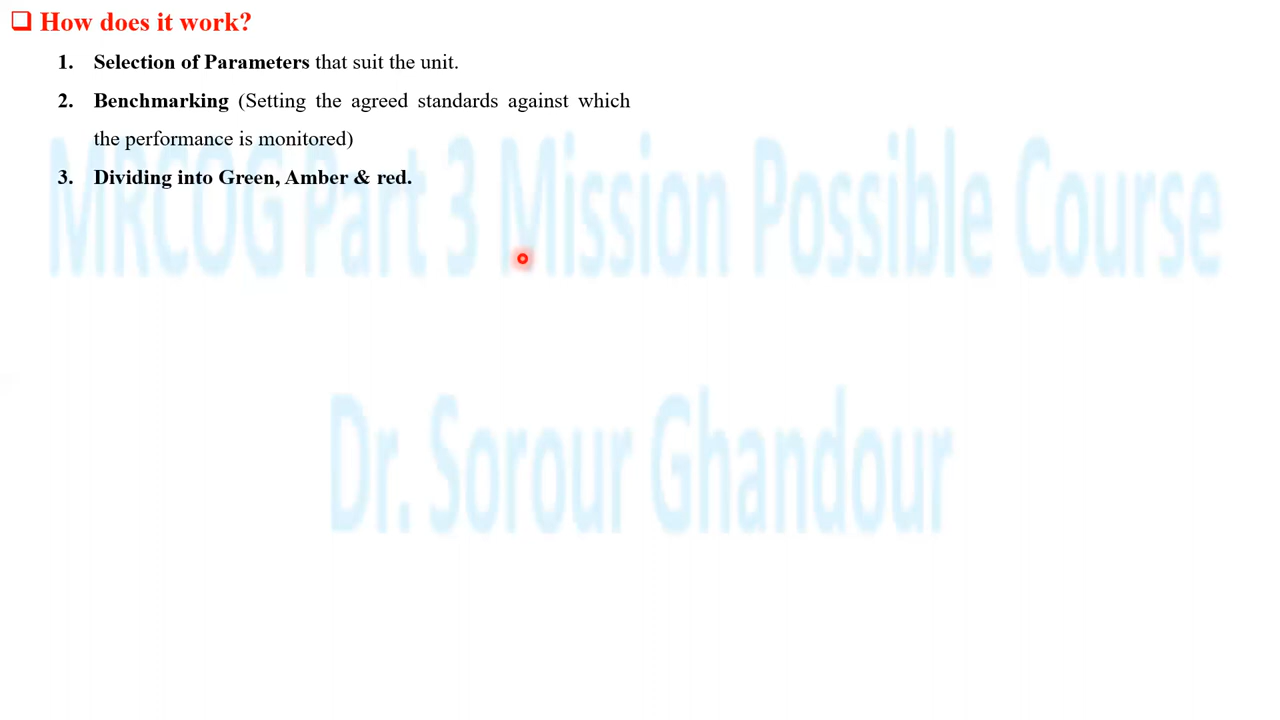 ❑ How does it work?
1. Selection of Parameters that suit the unit.
2. Benchmarking (Setting the agreed standards against which
the performance is monitored)
3. Dividing into Green, Amber & red.
MRCOG Part 3 Mission Possible Course
Dr. Sorour Ghandour